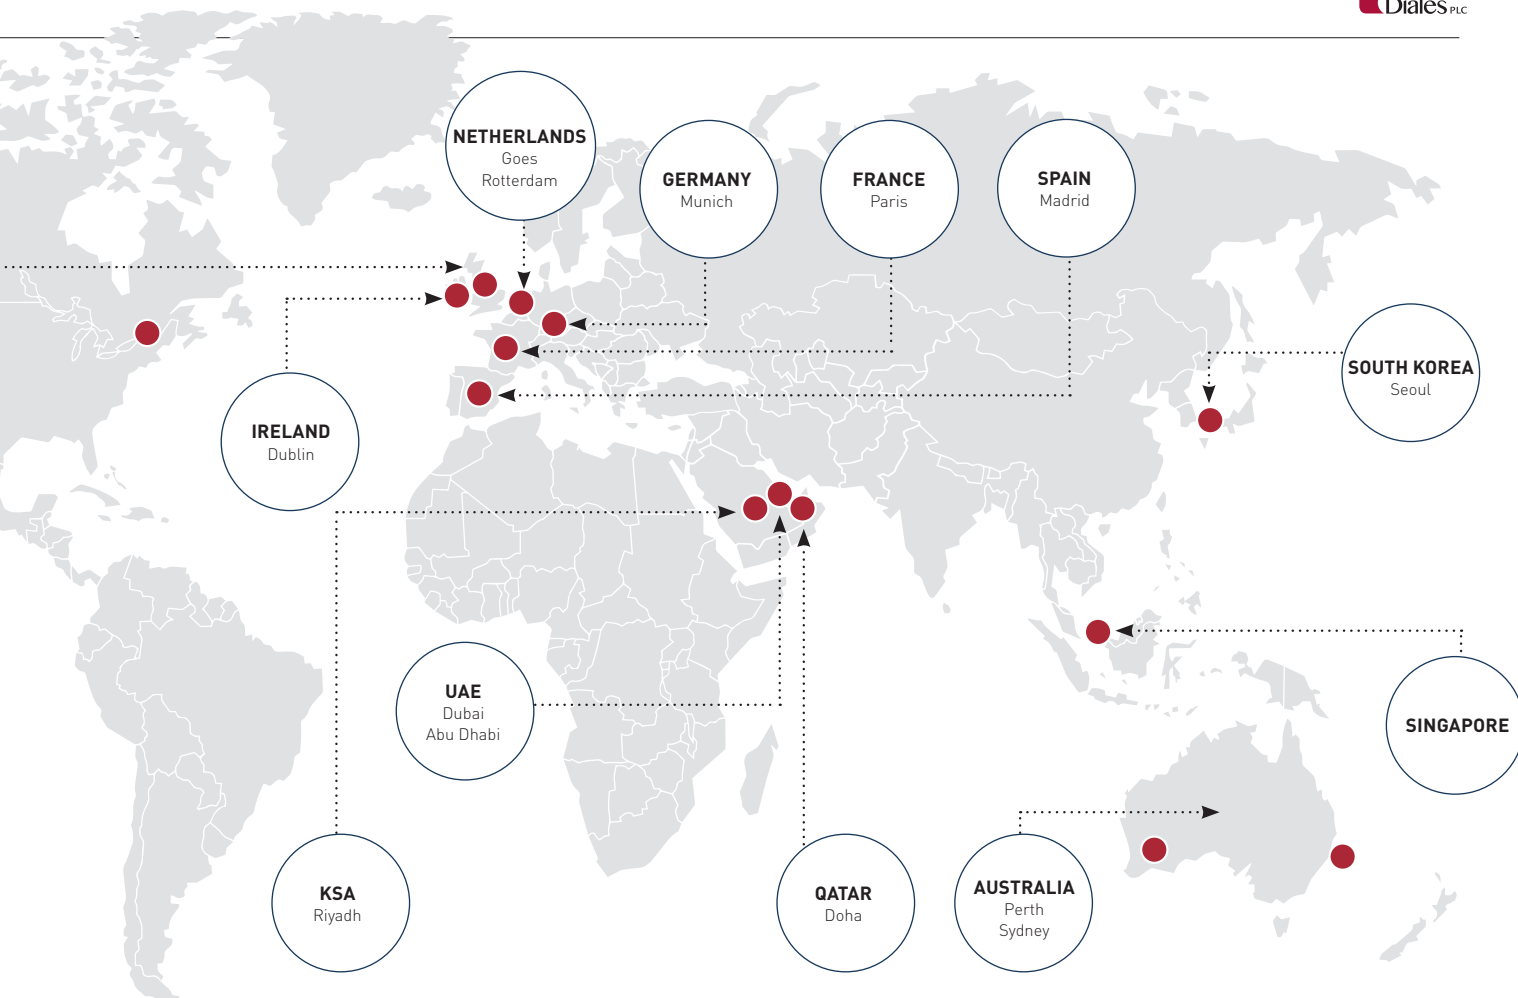 Diales PLC
NETHERLANDS
Goes
Rotterdam
GERMANY
Munich
FRANCE
Paris
SPAIN
Madrid
SOUTH KOREA
Seoul
IRELAND
Dublin
UAE
Dubai
Abu Dhabi
SINGAPORE
KSA
Riyadh
QATAR
Doha
AUSTRALIA
Perth
Sydney